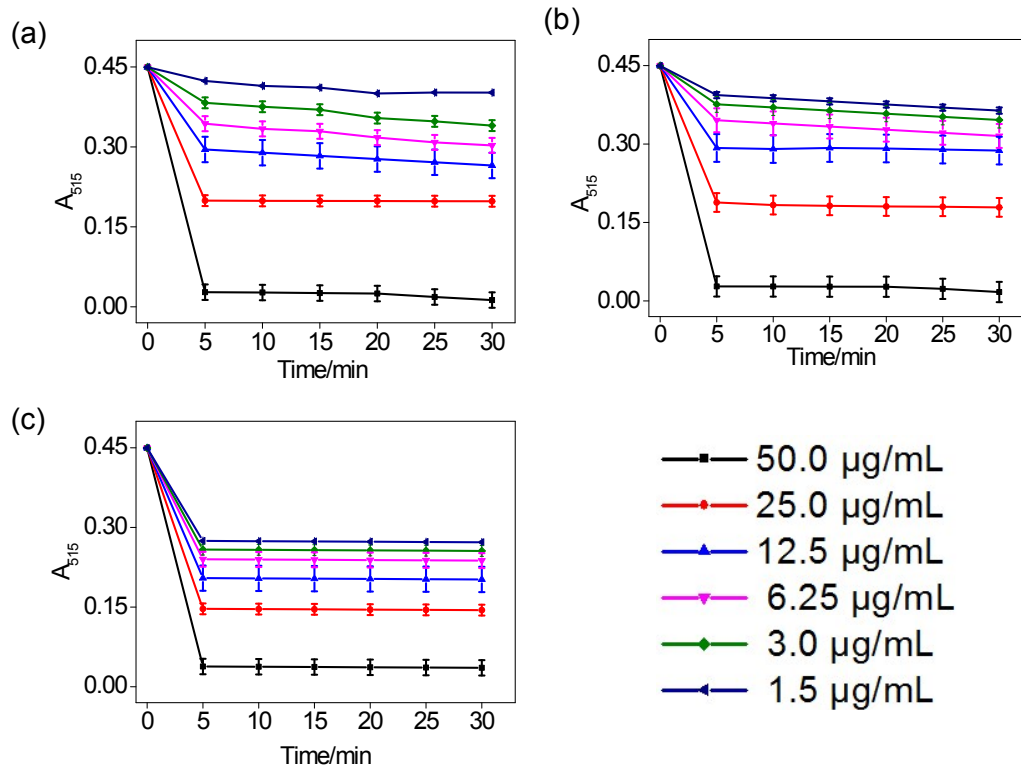 (a)
0.45
0.30
0.15
0.00
A515
0 5 10 15 20 25 30
Time/min
(b)
0.45
0.30
0.15
0.00
A515
0 5 10 15 20 25 30
Time/min
(c)
0.45
0.30
0.15
0.00
A515
0 5 10 15 20 25 30
Time/min
50.0 µg/mL
25.0 µg/mL
12.5 µg/mL
6.25 µg/mL
3.0 µg/mL
1.5 µg/mL